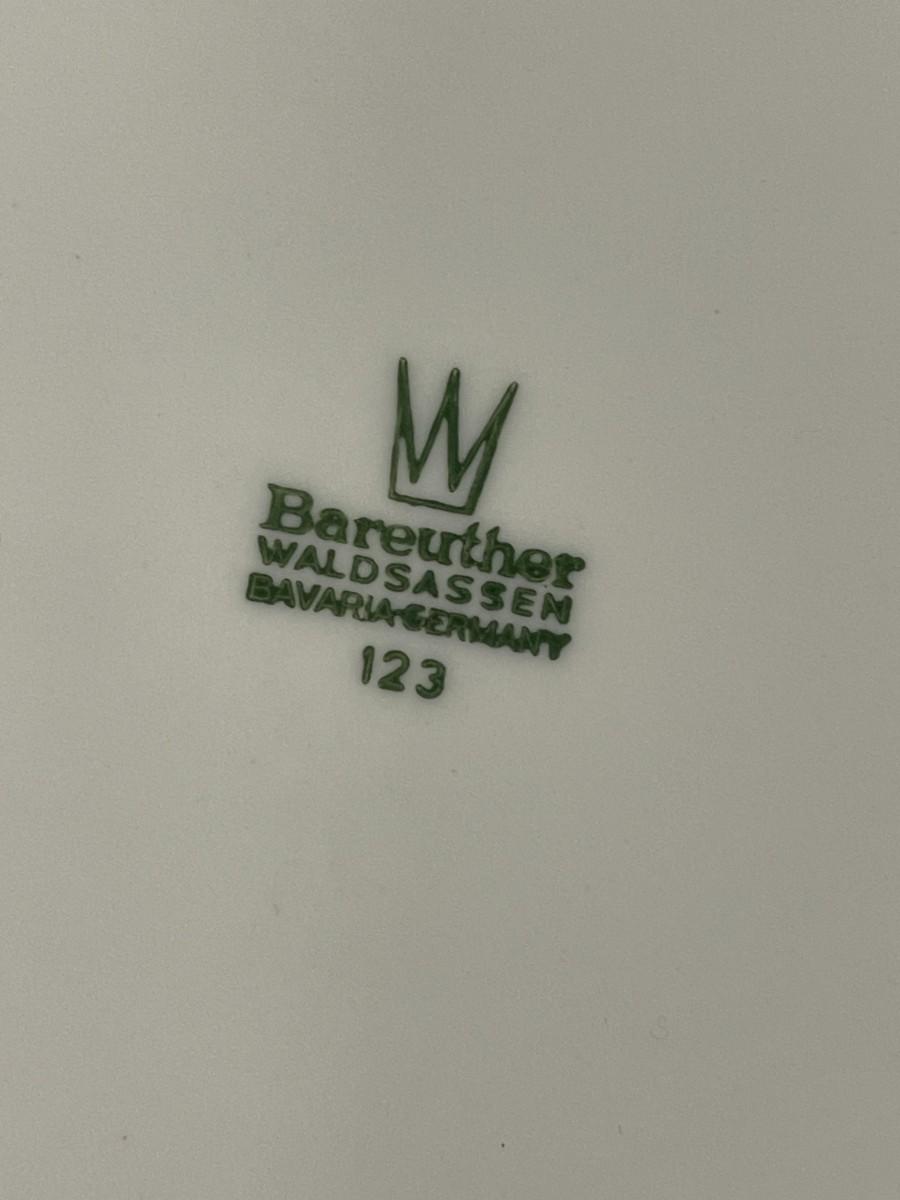 Bareuther
WALDSASSEN
BAVARIA-GERMANY
123